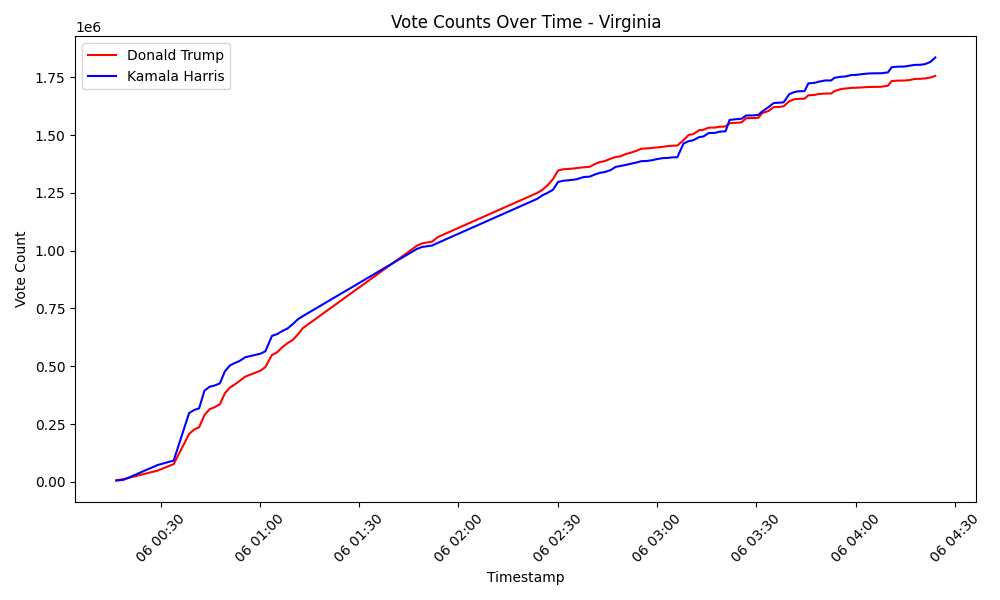 Vote Counts Over Time - Virginia
1e6
Donald Trump
Kamala Harris
1.75
1.50
1.25
1.00
0.75
0.50
0.25
0.00
Vote Count
06 00:30
06 01:00
06 01:30
06 02:00
06 02:30
06 03:00
06 03:30
06 04:00
06 04:30
Timestamp